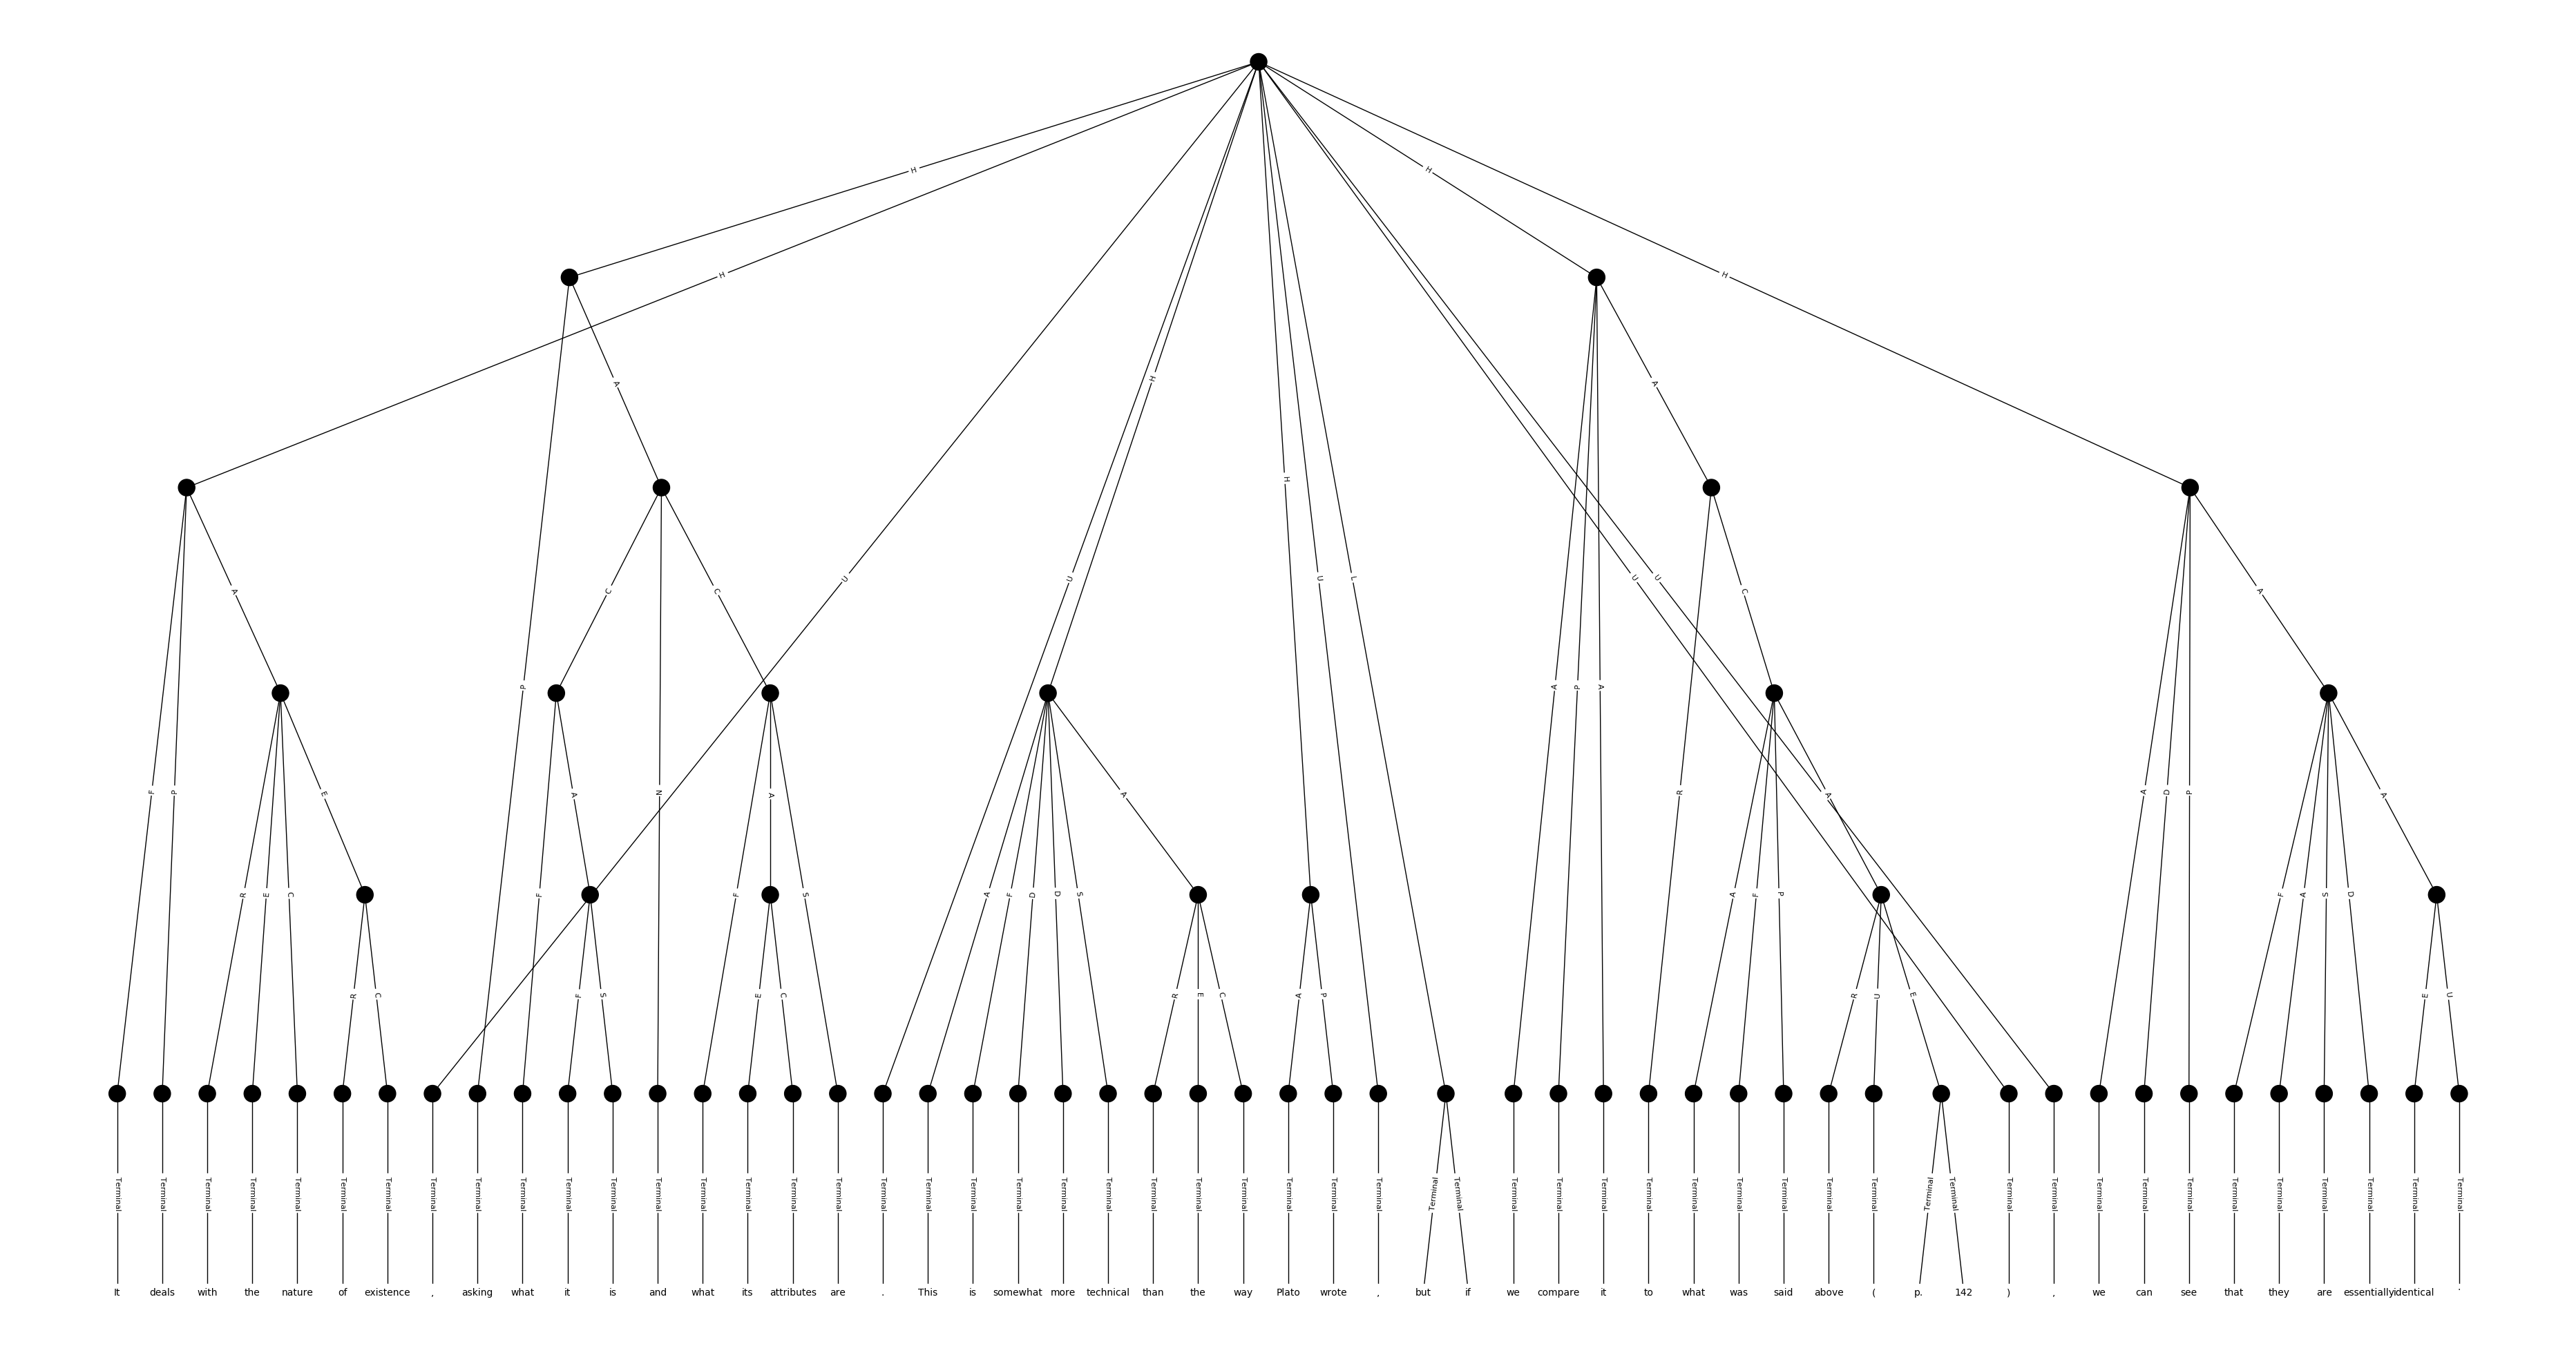 H H
H H
A H A
H
U U U L U U
A C C C A
P A P A
F P E A N A A R A A D P A
R E C F F S A F D D S A F P F A S D
R C F S E C R E C A P R U E E U
Terminal Terminal Terminal Terminal Terminal Terminal Terminal Terminal Terminal Terminal Terminal Terminal Terminal Terminal Terminal Terminal Terminal Terminal Terminal Terminal Terminal Terminal Terminal Terminal Terminal Terminal Terminal Terminal Terminal Terminal Terminal Terminal Terminal Terminal Terminal Terminal Terminal Terminal Terminal Terminal Terminal Terminal Terminal Terminal Terminal Terminal Terminal Terminal Terminal Terminal Terminal Terminal Terminal
It deals with the nature of existence , asking what it is and what its attributes are . This is somewhat more technical than the way Plato wrote , but if we compare it to what was said above ( p. 142 ) , we can see that they are essentially identical .